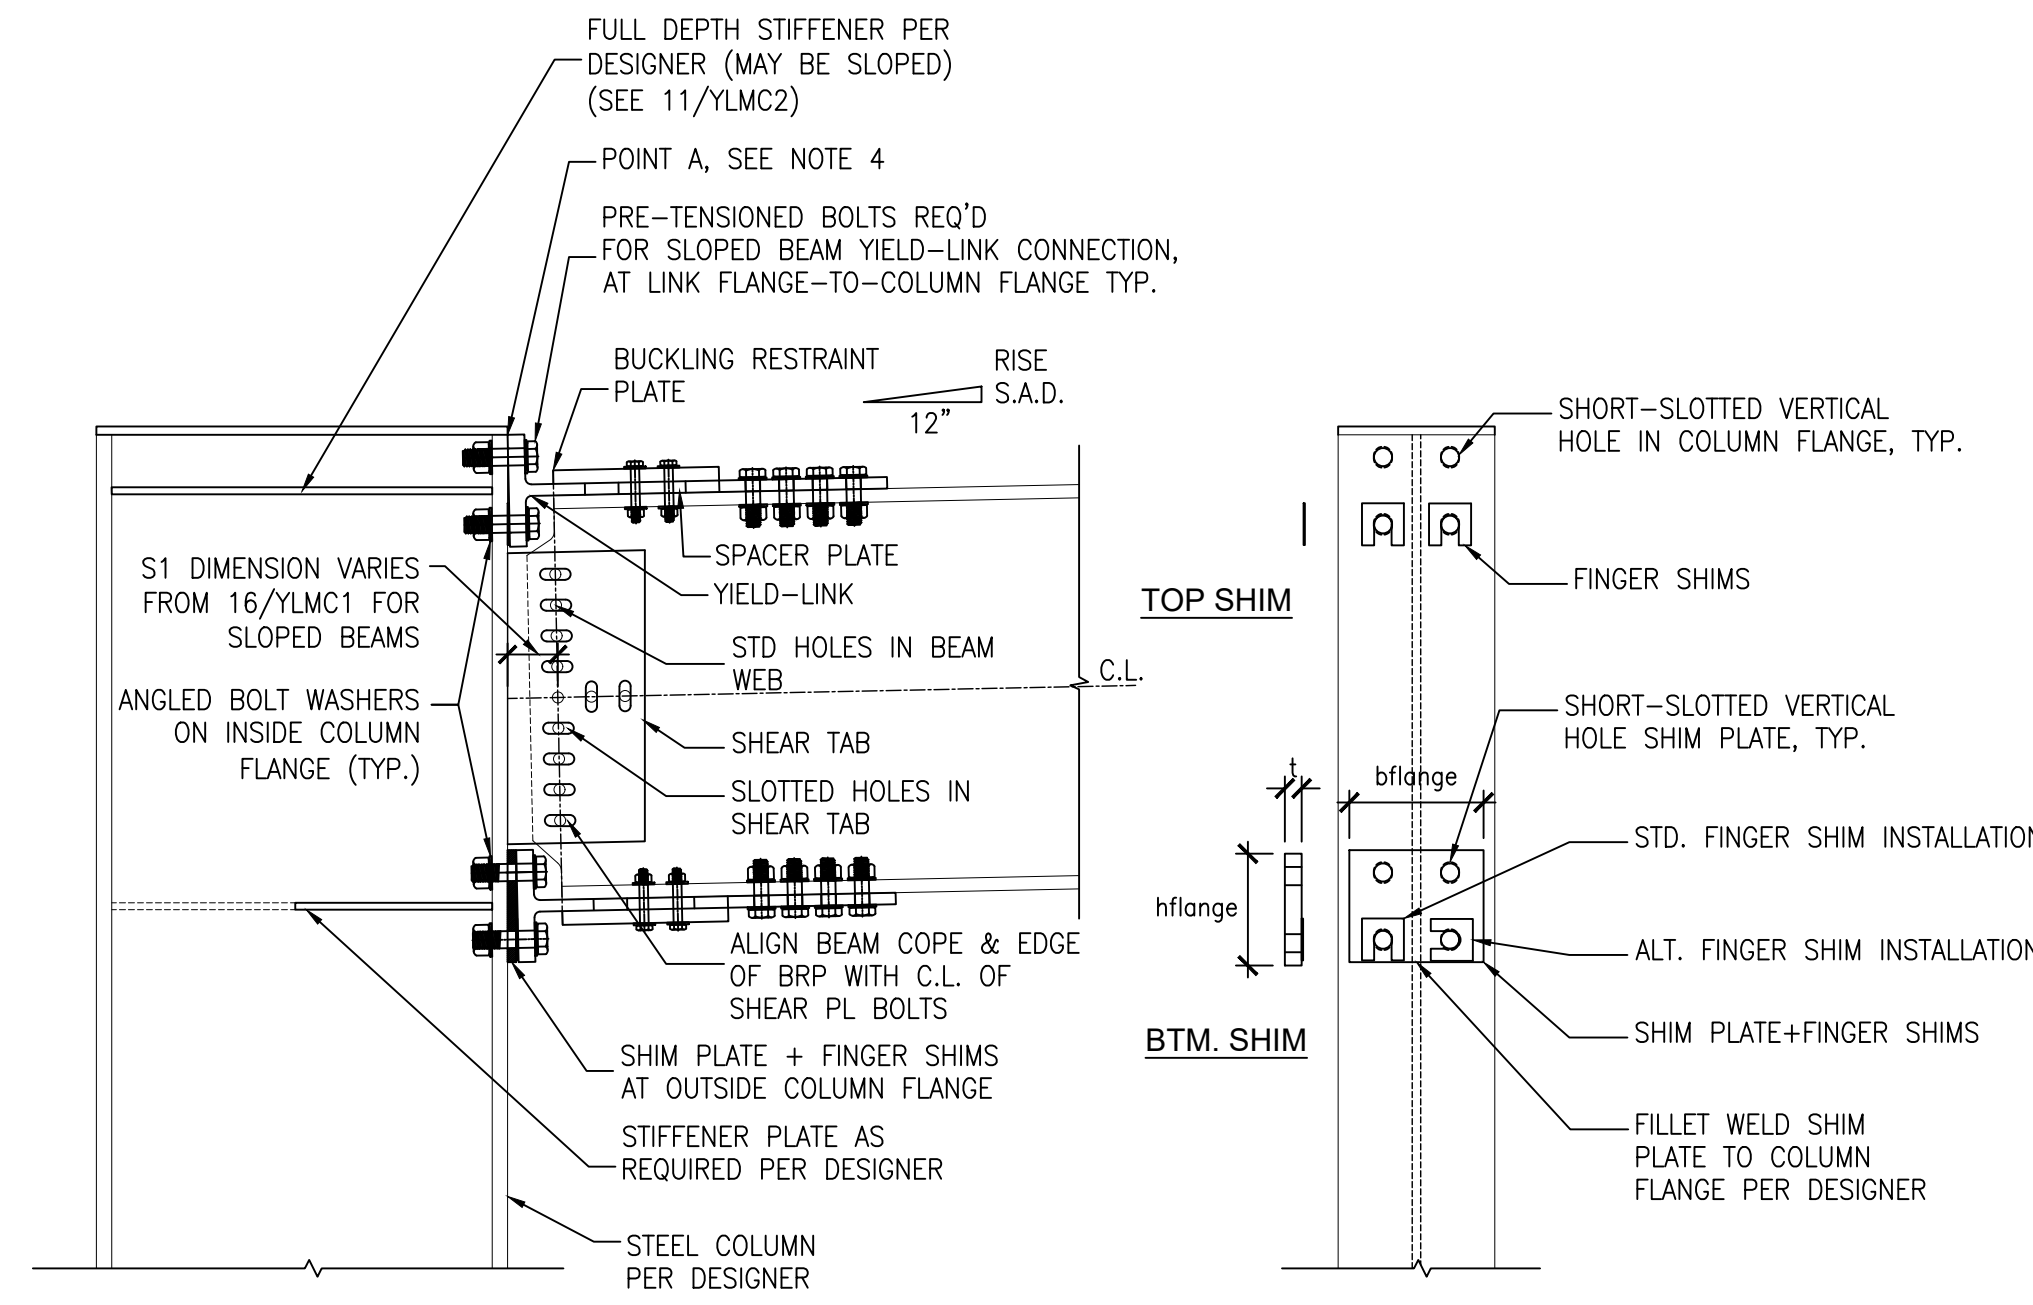 FULL DEPTH STIFFENER PER
DESIGNER (MAY BE SLOPED)
(SEE 11/YLMC2)
POINT A, SEE NOTE 4
PRE-TENSIONED BOLTS REQ'D
FOR SLOPED BEAM YIELD-LINK CONNECTION,
AT LINK FLANGE-TO-COLUMN FLANGE TYP.
BUCKLING RESTRAINT
PLATE
RISE
S.A.D.
12"
SPACER PLATE
YIELD-LINK
S1 DIMENSION VARIES
FROM 16/YLMC1 FOR
SLOPED BEAMS
STD HOLES IN BEAM
WEB
C.L.
ANGLED BOLT WASHERS
ON INSIDE COLUMN
FLANGE (TYP.)
SHEAR TAB
SLOTTED HOLES IN
SHEAR TAB
ALIGN BEAM COPE & EDGE
OF BRP WITH C.L. OF
SHEAR PL BOLTS
SHIM PLATE + FINGER SHIMS
AT OUTSIDE COLUMN FLANGE
STIFFENER PLATE AS
REQUIRED PER DESIGNER
STEEL COLUMN
PER DESIGNER
SHORT-SLOTTED VERTICAL
HOLE IN COLUMN FLANGE, TYP.
FINGER SHIMS
TOP SHIM
SHORT-SLOTTED VERTICAL
HOLE SHIM PLATE, TYP.
t
bflange
STD. FINGER SHIM INSTALLATION
hflange
ALT. FINGER SHIM INSTALLATION
BTM. SHIM
SHIM PLATE+FINGER SHIMS
FILLET WELD SHIM
PLATE TO COLUMN
FLANGE PER DESIGNER